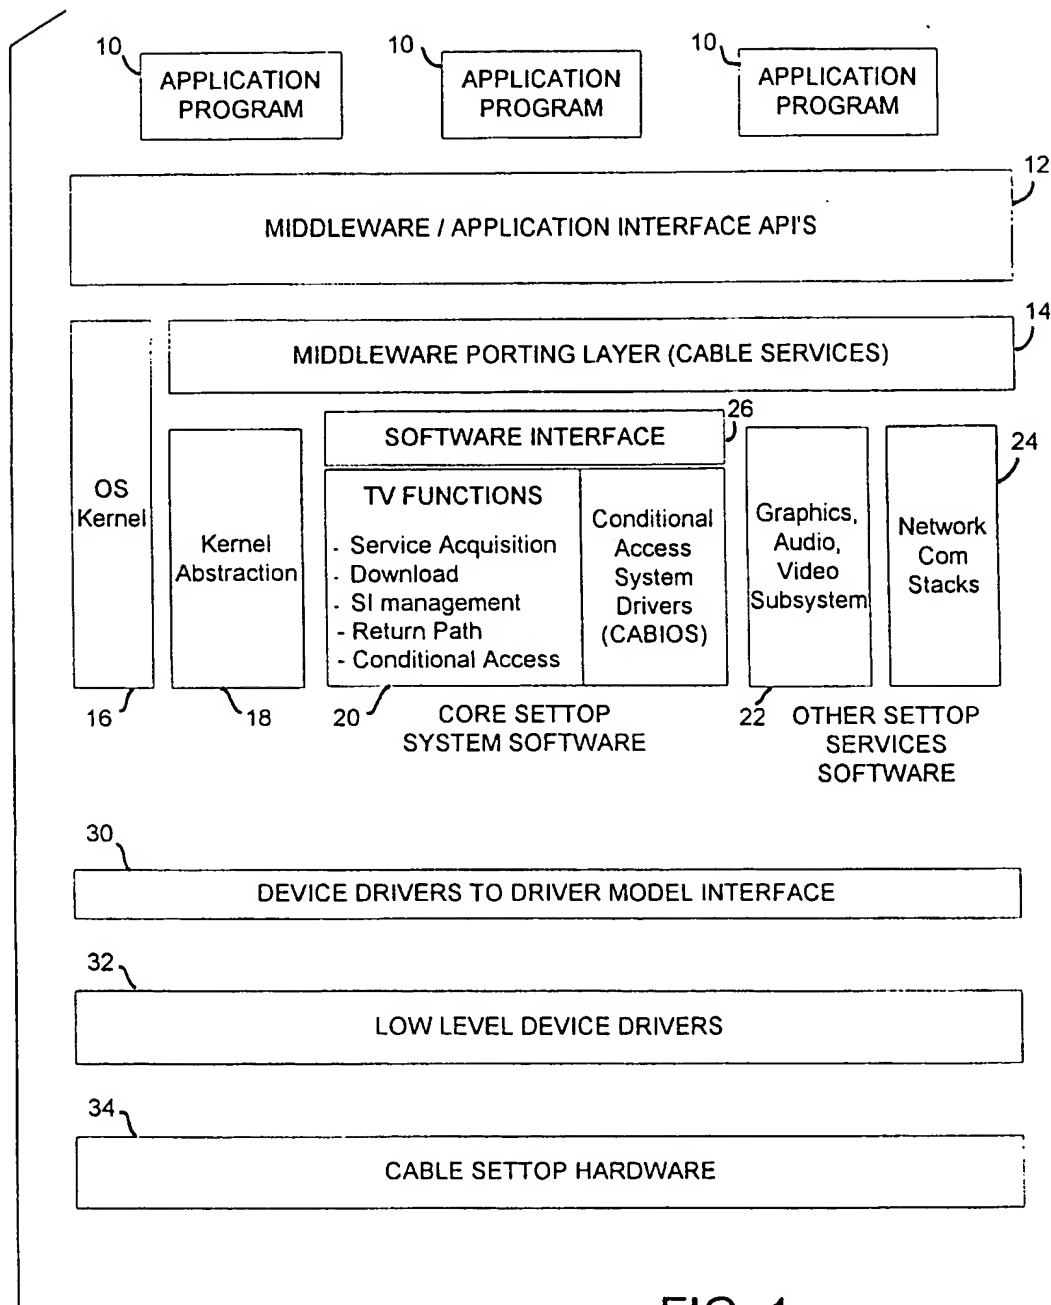 10 10 10
APPLICATION
PROGRAM
APPLICATION
PROGRAM
APPLICATION
PROGRAM
12
MIDDLEWARE / APPLICATION INTERFACE API'S
14
MIDDLEWARE PORTING LAYER (CABLE SERVICES)
26
SOFTWARE INTERFACE
24
OS
Kernel
Kernel
Abstraction
TV FUNCTIONS
. Service Acquisition
. Download
. SI management
- Return Path
- Conditional Access
Conditional
Access
System
Drivers
(CABIOS)
Graphics,
Audio,
Video
Subsystem
Network
Com
Stacks
16 18 20 22
CORE SETTOP
SYSTEM SOFTWARE
OTHER SETTOP
SERVICES
SOFTWARE
30
DEVICE DRIVERS TO DRIVER MODEL INTERFACE
32
LOW LEVEL DEVICE DRIVERS
34
CABLE SETTOP HARDWARE